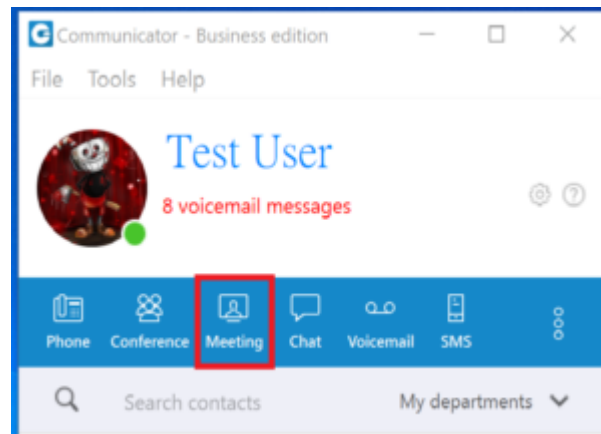 Communicator - Business edition
File Tools Help
Test User
8 voicemail messages
Phone Conference Meeting Chat Voicemail SMS
Search contacts My departments